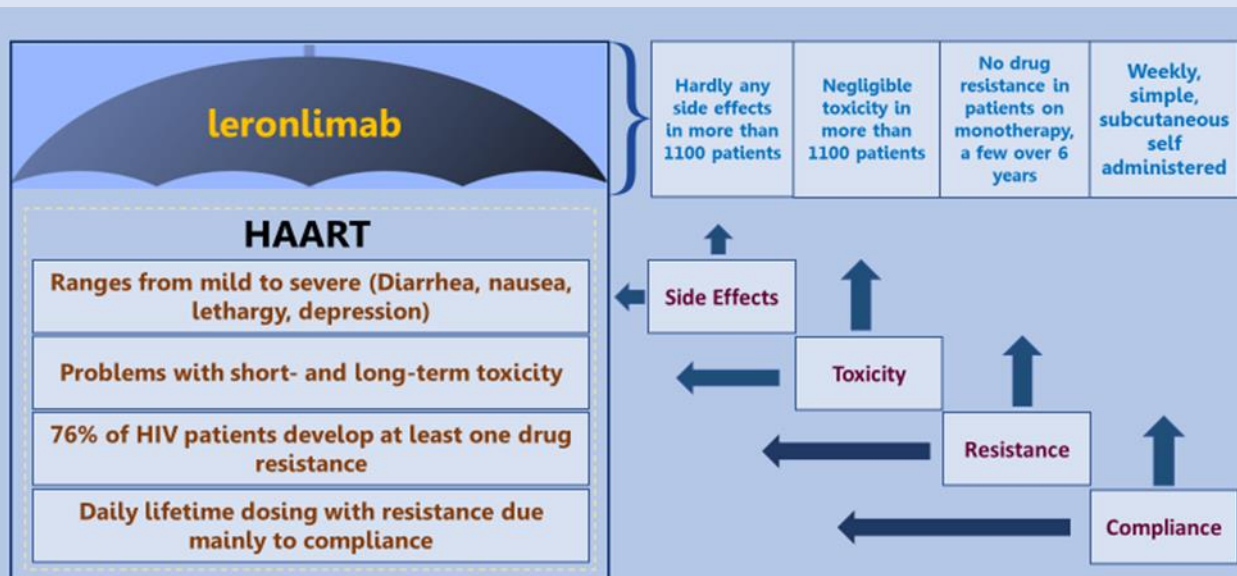 leronlimab
Hardly any
side effects
in more than
1100 patients
Negligible
toxicity in
more than
1100 patients
No drug
resistance in
patients on
monotherapy,
a few over 6
years
Weekly,
simple,
subcutaneous
self
administered
HAART
Ranges from mild to severe (Diarrhea, nausea,
lethargy, depression)
Side Effects
Problems with short- and long-term toxicity
Toxicity
76% of HIV patients develop at least one drug
resistance
Resistance
Daily lifetime dosing with resistance due
mainly to compliance
Compliance